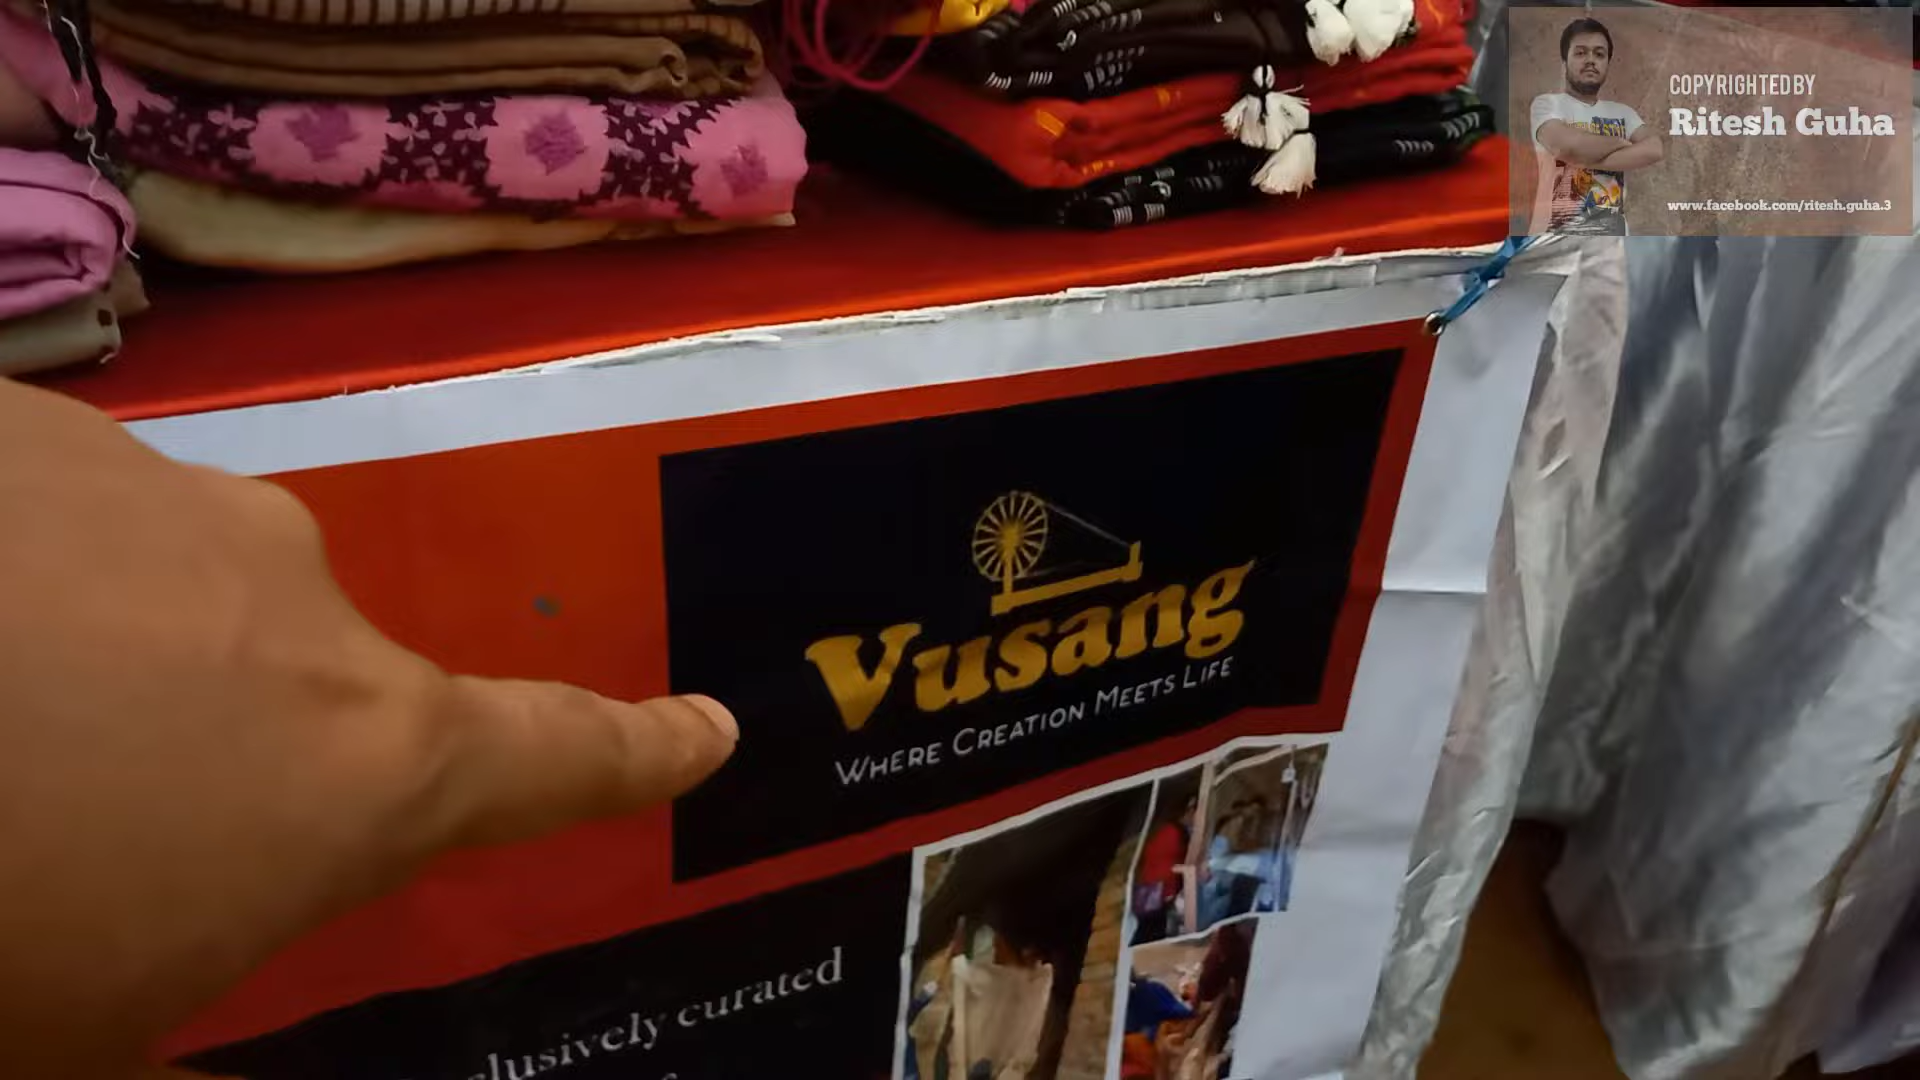 COPYRIGHTED BY
Ritesh Guha
www.facebook.com/ritesh.guha.3
Vusang
WHERE CREATION MEETS LIFE
curated